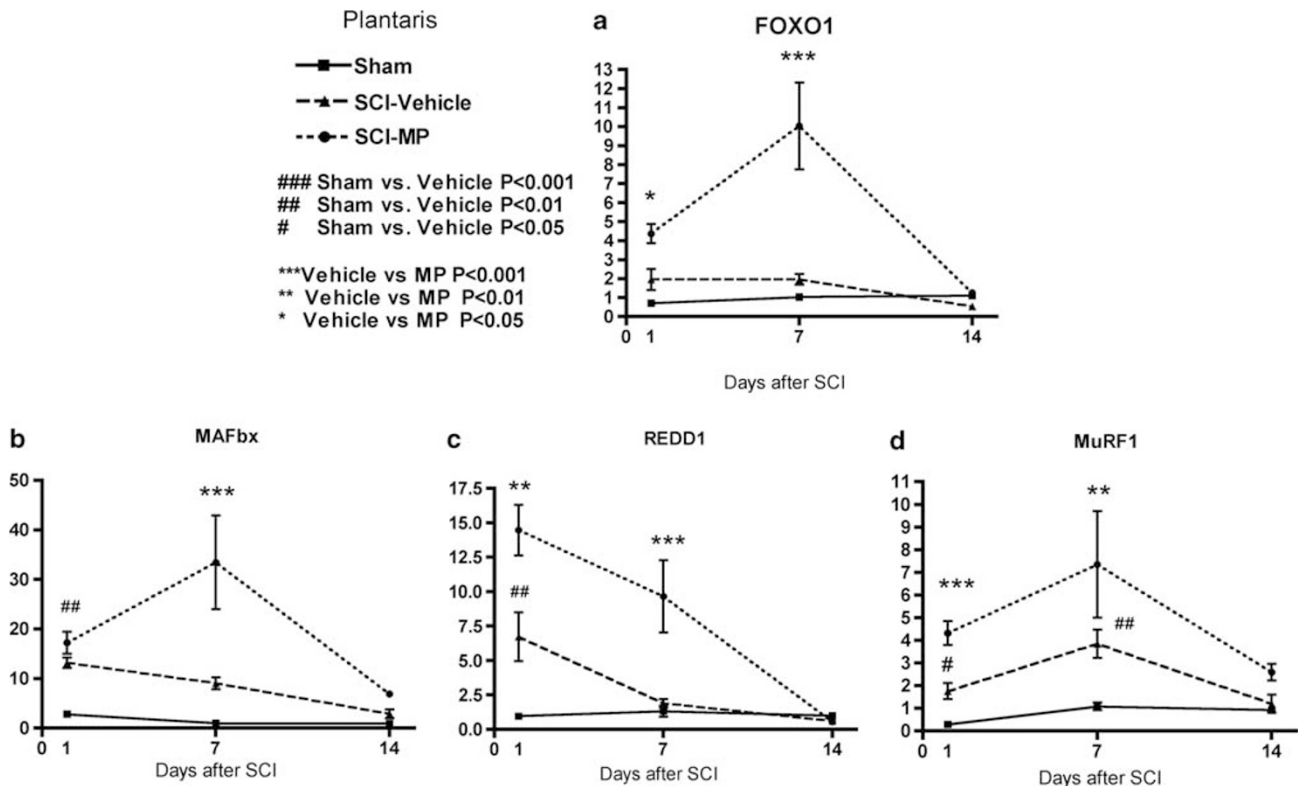 Plantaris
Sham
SCI-Vehicle
SCI-MP
### Sham vs. Vehicle P<0.001
## Sham vs. Vehicle P<0.01
# Sham vs. Vehicle P<0.05
***Vehicle vs MP P<0.001
** Vehicle vs MP P<0.01
* Vehicle vs MP P<0.05
a
FOXO1
***
*
13
12
11
10
9
8
7
6
5
4
3
2
1
0
0 1 7 14
Days after SCI
b
MAFbx
***
##
50
40
30
20
10
0
0 1 7 14
Days after SCI
c
REDD1
**
***
##
17.5
15.0
12.5
10.0
7.5
5.0
2.5
0.0
0 1 7 14
Days after SCI
d
MuRF1
**
***
##
#
11
10
9
8
7
6
5
4
3
2
1
0
0 1 7 14
Days after SCI